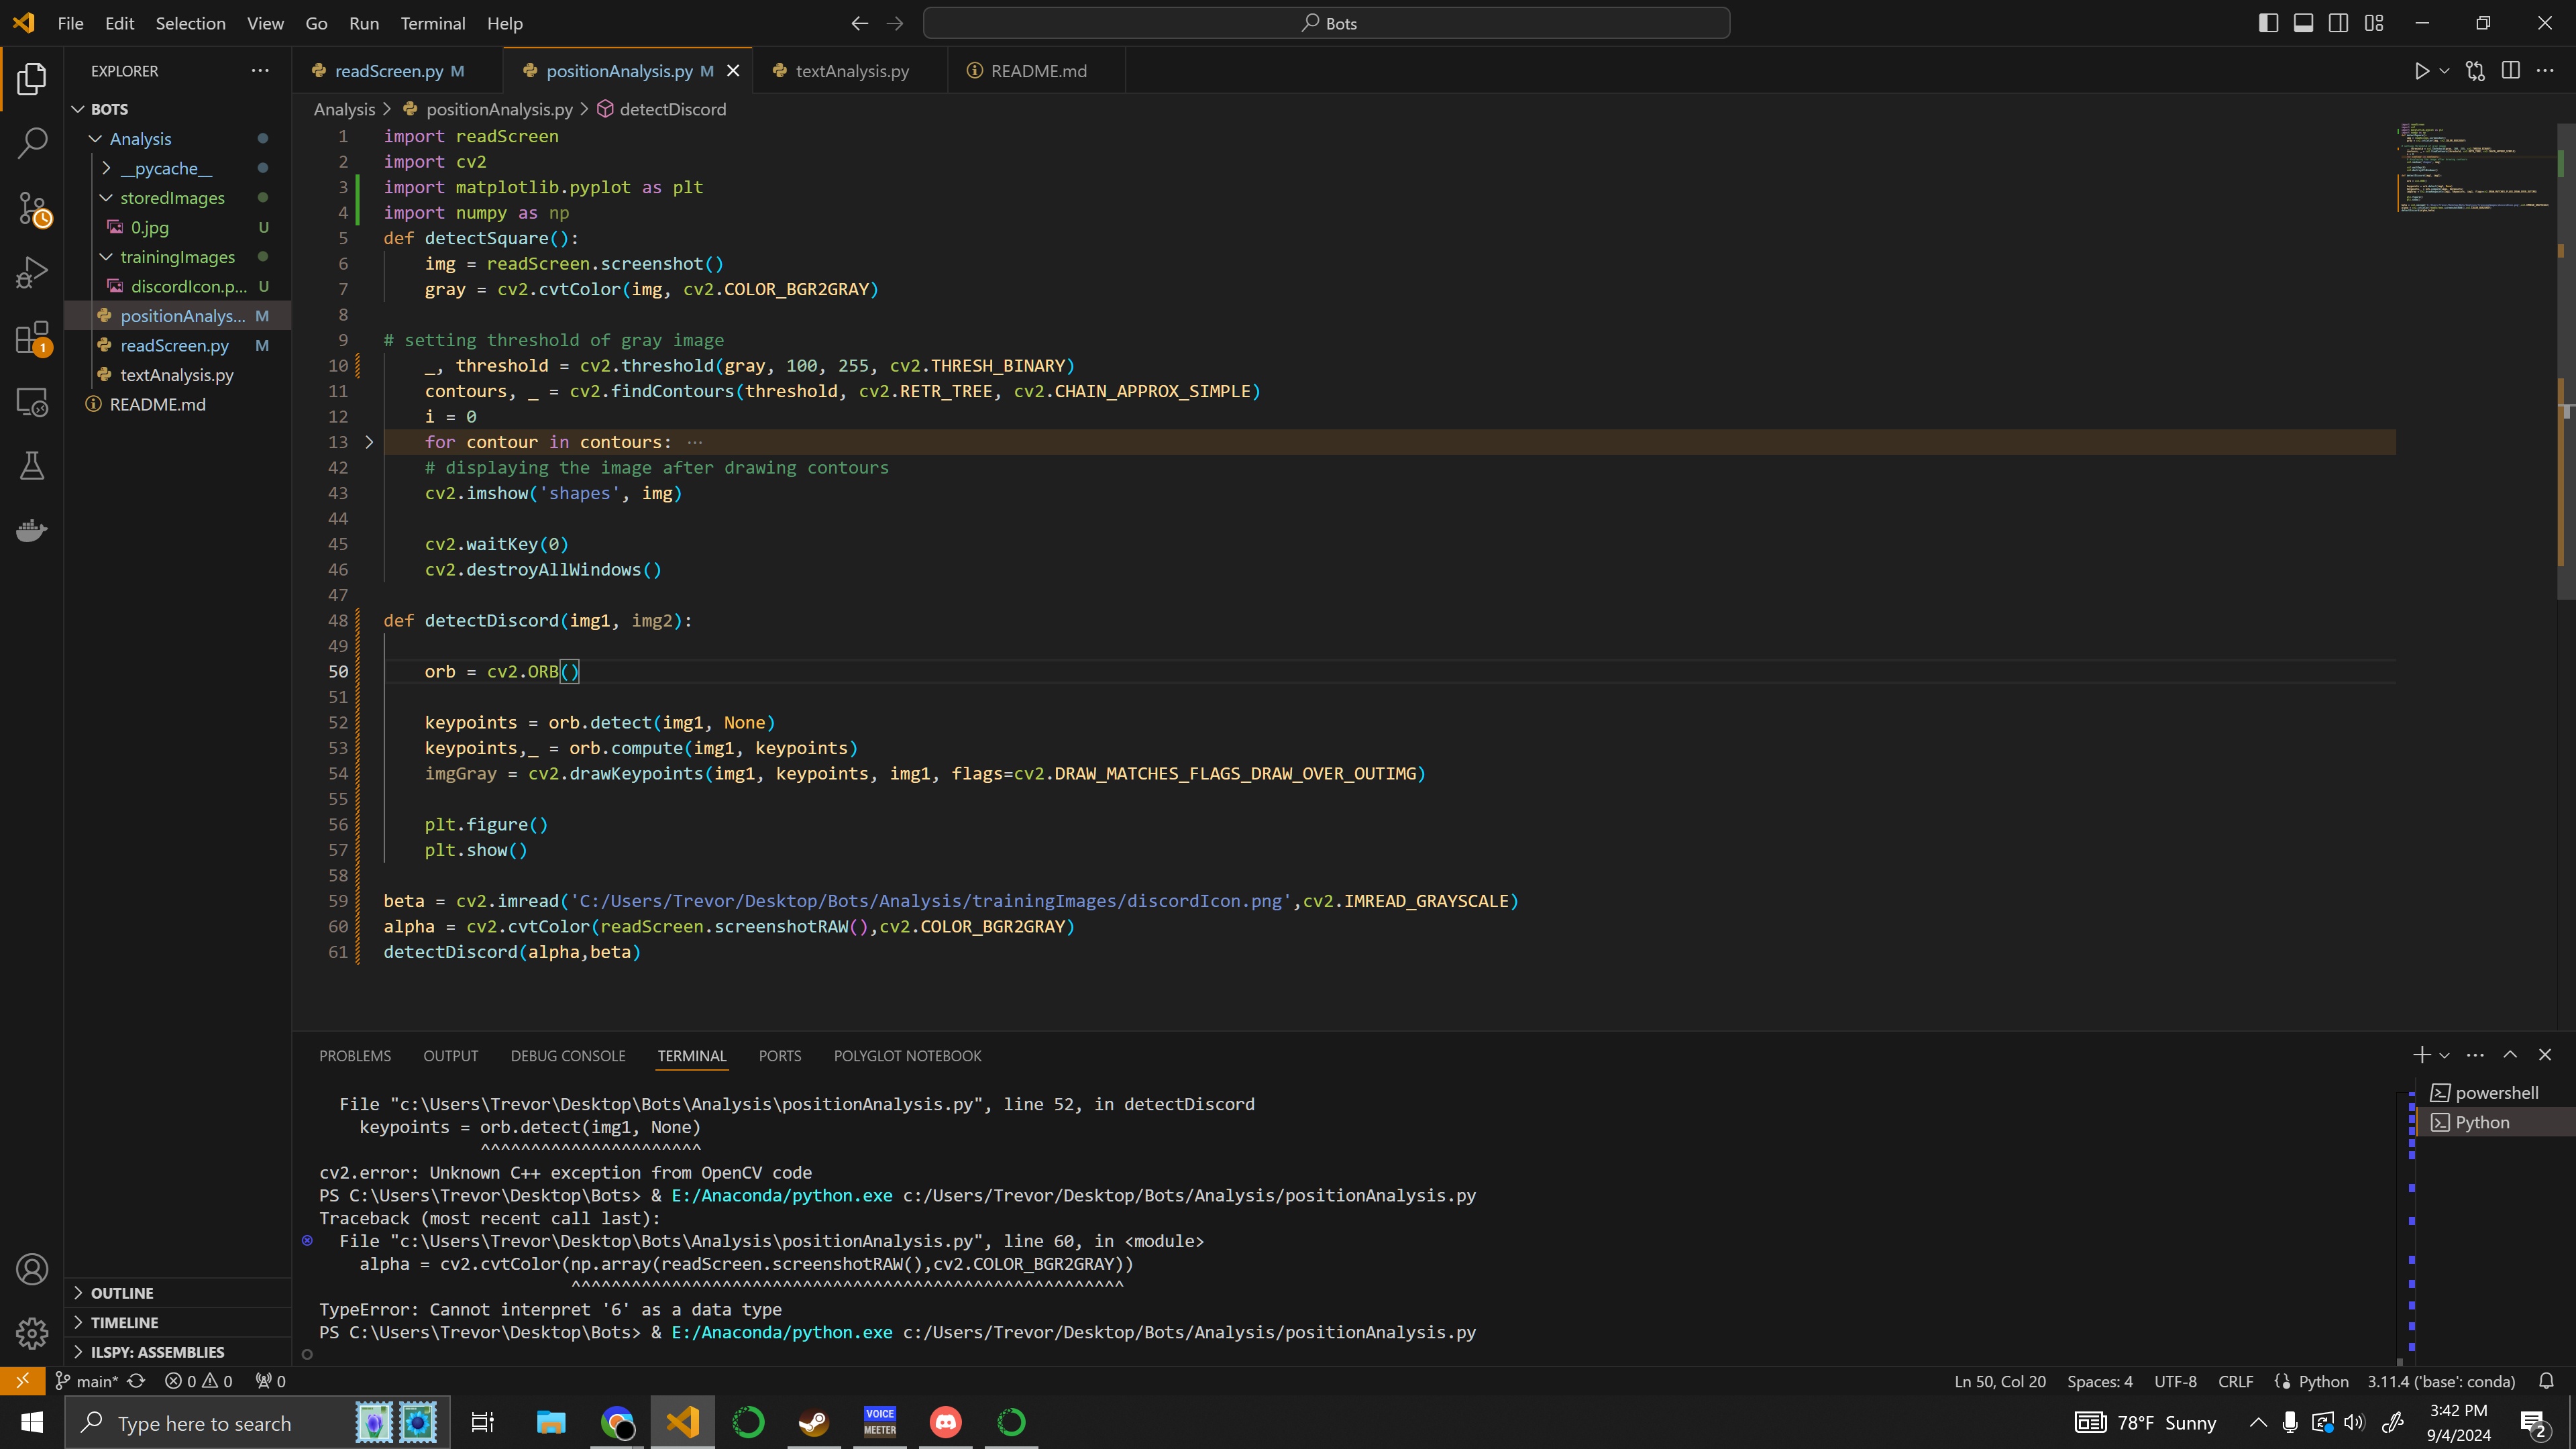 File Edit Selection View Go Run Terminal Help
Bots
EXPLORER
BOTS
Analysis
__pycache__
storedImages
0.jpg U
trainingImages
discordIcon.p... U
positionAnalys... M
readScreen.py M
textAnalysis.py
README.md
OUTLINE
TIMELINE
ILSPY: ASSEMBLIES
1
readScreen.py M positionAnalysis.py M textAnalysis.py README.md
Analysis > positionAnalysis.py > detectDiscord
1 import readScreen
2 import cv2
3 import matplotlib.pyplot as plt
4 import numpy as np
5 def detectSquare():
6 img = readScreen.screenshot()
7 gray = cv2.cvtColor(img, cv2.COLOR_BGR2GRAY)
8
9 # setting threshold of gray image
10 _, threshold = cv2.threshold(gray, 100, 255, cv2.THRESH_BINARY)
11 contours, _ = cv2.findContours(threshold, cv2.RETR_TREE, cv2.CHAIN_APPROX_SIMPLE)
12 i = 0
13 for contour in contours: ...
42 # displaying the image after drawing contours
43 cv2.imshow('shapes', img)
44
45 cv2.waitKey(0)
46 cv2.destroyAllWindows()
47
48 def detectDiscord(img1, img2):
49
50 orb = cv2.ORB()
51
52 keypoints = orb.detect(img1, None)
53 keypoints,_ = orb.compute(img1, keypoints)
54 imgGray = cv2.drawKeypoints(img1, keypoints, img1, flags=cv2.DRAW_MATCHES_FLAGS_DRAW_OVER_OUTIMG)
55
56 plt.figure()
57 plt.show()
58
59 beta = cv2.imread('C:/Users/Trevor/Desktop/Bots/Analysis/trainingImages/discordIcon.png',cv2.IMREAD_GRAYSCALE)
60 alpha = cv2.cvtColor(readScreen.screenshotRAW(),cv2.COLOR_BGR2GRAY)
61 detectDiscord(alpha,beta)
PROBLEMS OUTPUT DEBUG CONSOLE TERMINAL PORTS POLYGLOT NOTEBOOK
File "c:\Users\Trevor\Desktop\Bots\Analysis\positionAnalysis.py", line 52, in detectDiscord
keypoints = orb.detect(img1, None)
^^^^^^^^^^^^^^^^^^^^^^
cv2.error: Unknown C++ exception from OpenCV code
PS C:\Users\Trevor\Desktop\Bots> & E:/Anaconda/python.exe c:/Users/Trevor/Desktop/Bots/Analysis/positionAnalysis.py
Traceback (most recent call last):
File "c:\Users\Trevor\Desktop\Bots\Analysis\positionAnalysis.py", line 60, in <module>
alpha = cv2.cvtColor(np.array(readScreen.screenshotRAW(),cv2.COLOR_BGR2GRAY))
^^^^^^^^^^^^^^^^^^^^^^^^^^^^^^^^^^^^^^^^^^^^^^^^^^^^^^
TypeError: Cannot interpret '6' as a data type
PS C:\Users\Trevor\Desktop\Bots> & E:/Anaconda/python.exe c:/Users/Trevor/Desktop/Bots/Analysis/positionAnalysis.py
powershell
Python
main* 0 0 0
Ln 50, Col 20 Spaces: 4 UTF-8 CRLF Python 3.11.4 ('base': conda)
Type here to search
VOICE
MEETER
78°F Sunny
3:42 PM
9/4/2024
2